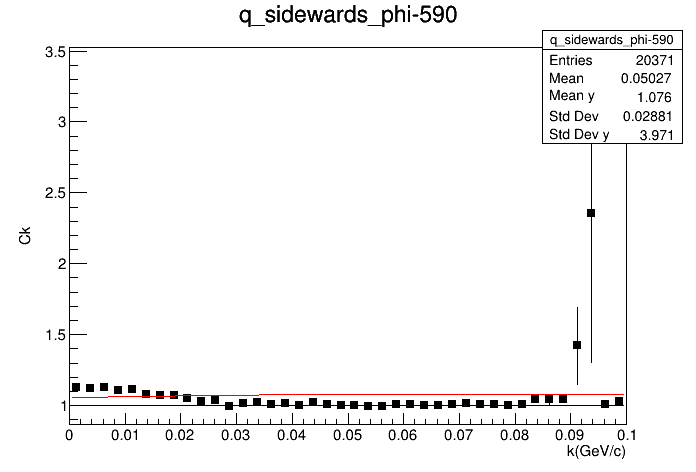 q_sidewards_phi-590
q_sidewards_phi-590
Entries 20371
Mean 0.05027
Mean y 1.076
Std Dev 0.02881
Std Dev y 3.971
3.5
3
2.5
2
1.5
1
Ck
0 0.01 0.02 0.03 0.04 0.05 0.06 0.07 0.08 0.09 0.1
k(GeV/c)